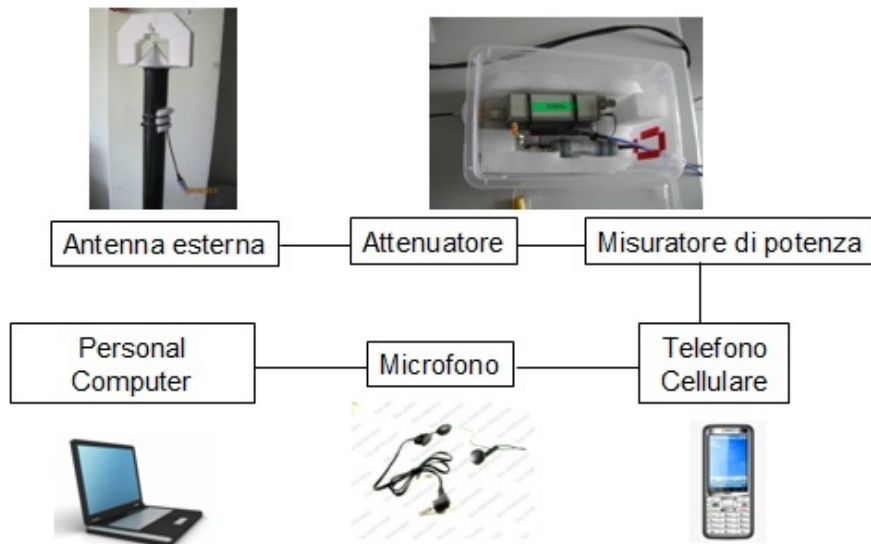 Antenna esterna
Attenuatore
Misuratore di potenza
Personal
Computer
Microfono
Telefono
Cellulare